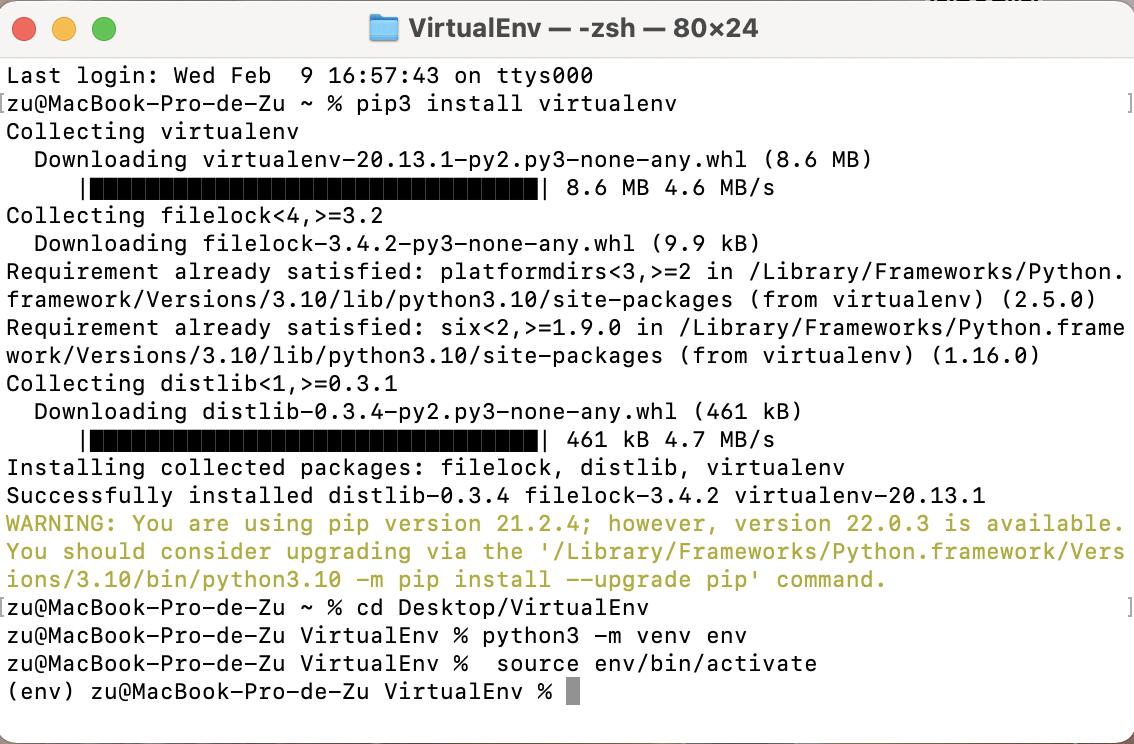 VirtualEnv — -zsh — 80×24
Last login: Wed Feb  9 16:57:43 on ttys000
[zu@MacBook-Pro-de-Zu ~ % pip3 install virtualenv ]
Collecting virtualenv
  Downloading virtualenv-20.13.1-py2.py3-none-any.whl (8.6 MB)
     |████████████████████████████████| 8.6 MB 4.6 MB/s
Collecting filelock<4,>=3.2
  Downloading filelock-3.4.2-py3-none-any.whl (9.9 kB)
Requirement already satisfied: platformdirs<3,>=2 in /Library/Frameworks/Python.
framework/Versions/3.10/lib/python3.10/site-packages (from virtualenv) (2.5.0)
Requirement already satisfied: six<2,>=1.9.0 in /Library/Frameworks/Python.frame
work/Versions/3.10/lib/python3.10/site-packages (from virtualenv) (1.16.0)
Collecting distlib<1,>=0.3.1
  Downloading distlib-0.3.4-py2.py3-none-any.whl (461 kB)
     |████████████████████████████████| 461 kB 4.7 MB/s
Installing collected packages: filelock, distlib, virtualenv
Successfully installed distlib-0.3.4 filelock-3.4.2 virtualenv-20.13.1
WARNING: You are using pip version 21.2.4; however, version 22.0.3 is available.
You should consider upgrading via the '/Library/Frameworks/Python.framework/Vers
ions/3.10/bin/python3.10 -m pip install --upgrade pip' command.
[zu@MacBook-Pro-de-Zu ~ % cd Desktop/VirtualEnv ]
zu@MacBook-Pro-de-Zu VirtualEnv % python3 -m venv env
zu@MacBook-Pro-de-Zu VirtualEnv %  source env/bin/activate
(env) zu@MacBook-Pro-de-Zu VirtualEnv %